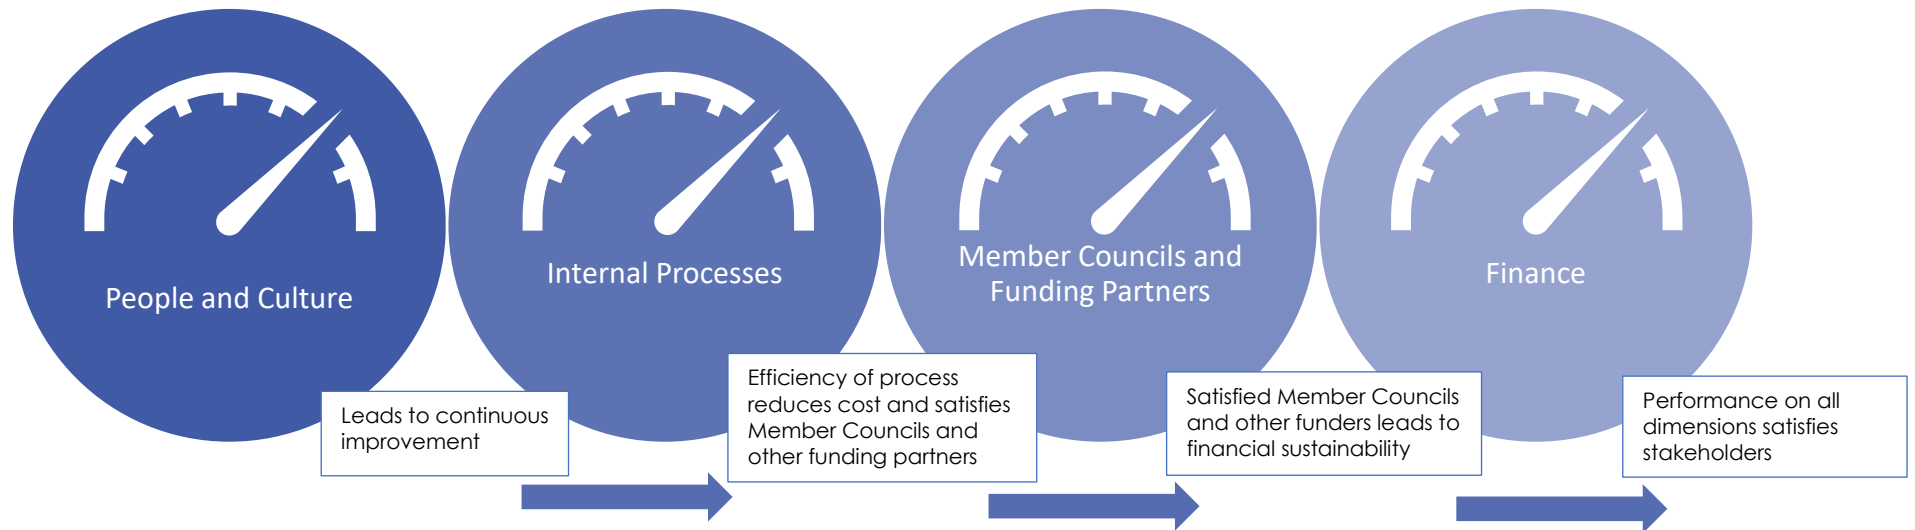 People and Culture
Internal Processes
Member Councils and
Funding Partners
Finance
Leads to continuous
improvement
Efficiency of process
reduces cost and satisfies
Member Councils and
other funding partners
Satisfied Member Councils
and other funders leads to
financial sustainability
Performance on all
dimensions satisfies
stakeholders